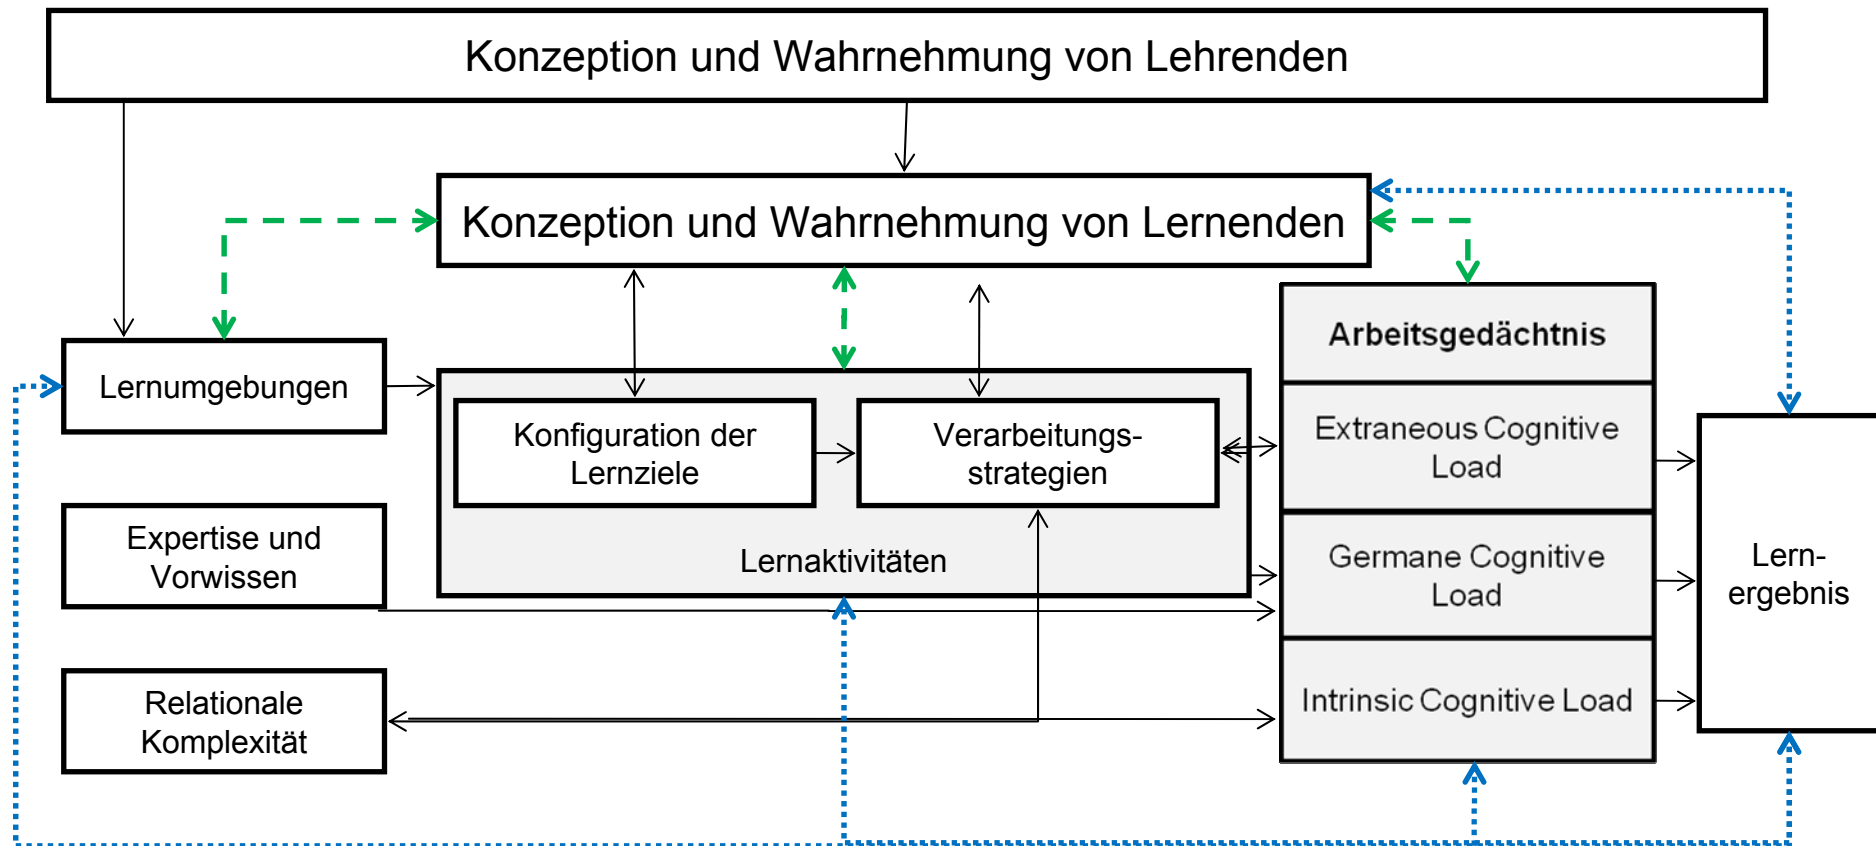 Konzeption und Wahrnehmung von Lehrenden
Konzeption und Wahrnehmung von Lernenden
Lernumgebungen
Konfiguration der
Lernziele
Verarbeitungs-
strategien
Lernaktivitäten
Expertise und
Vorwissen
Relationale
Komplexität
Arbeitsgedächtnis
Extraneous Cognitive
Load
Germane Cognitive
Load
Intrinsic Cognitive Load
Lern-
ergebnis